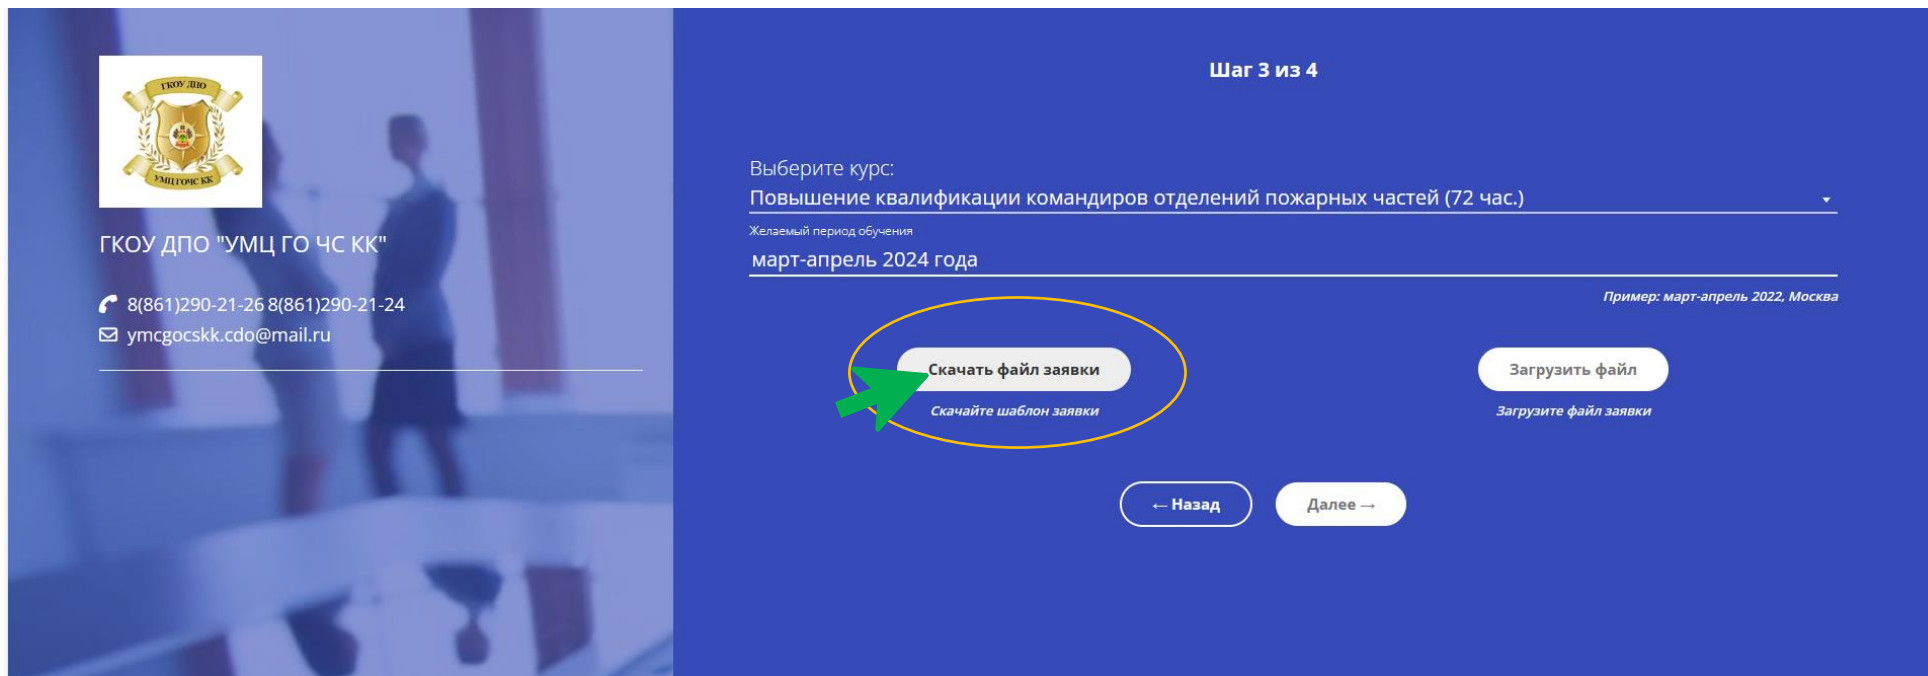 ГКОУ ДПО
УМЦ ГОЧС КК
ГКОУ ДПО "УМЦ ГО ЧС КК"
8(861)290-21-26 8(861)290-21-24
ymcgocskk.cdo@mail.ru
Шаг 3 из 4
Выберите курс:
Повышение квалификации командиров отделений пожарных частей (72 час.)
Желаемый период обучения
март-апрель 2024 года
Пример: март-апрель 2022, Москва
Скачать файл заявки
Скачайте шаблон заявки
Загрузить файл
Загрузите файл заявки
← Назад
Далее →